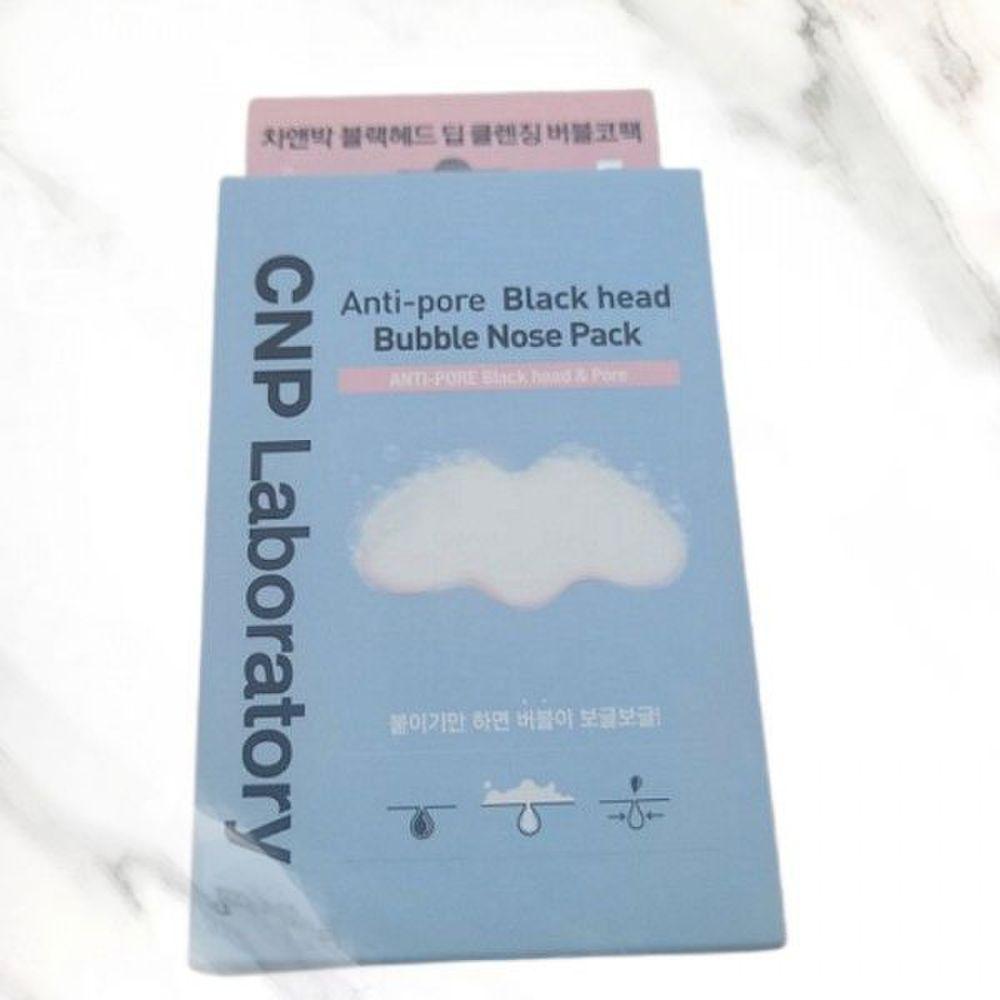 차앤박 블랙헤드 딥 클렌징 버블코팩
CNP Laboratory
Anti-pore Black head
Bubble Nose Pack
ANTI-PORE Black head & Pore
붙이기만 하면 버블이 보글보글!